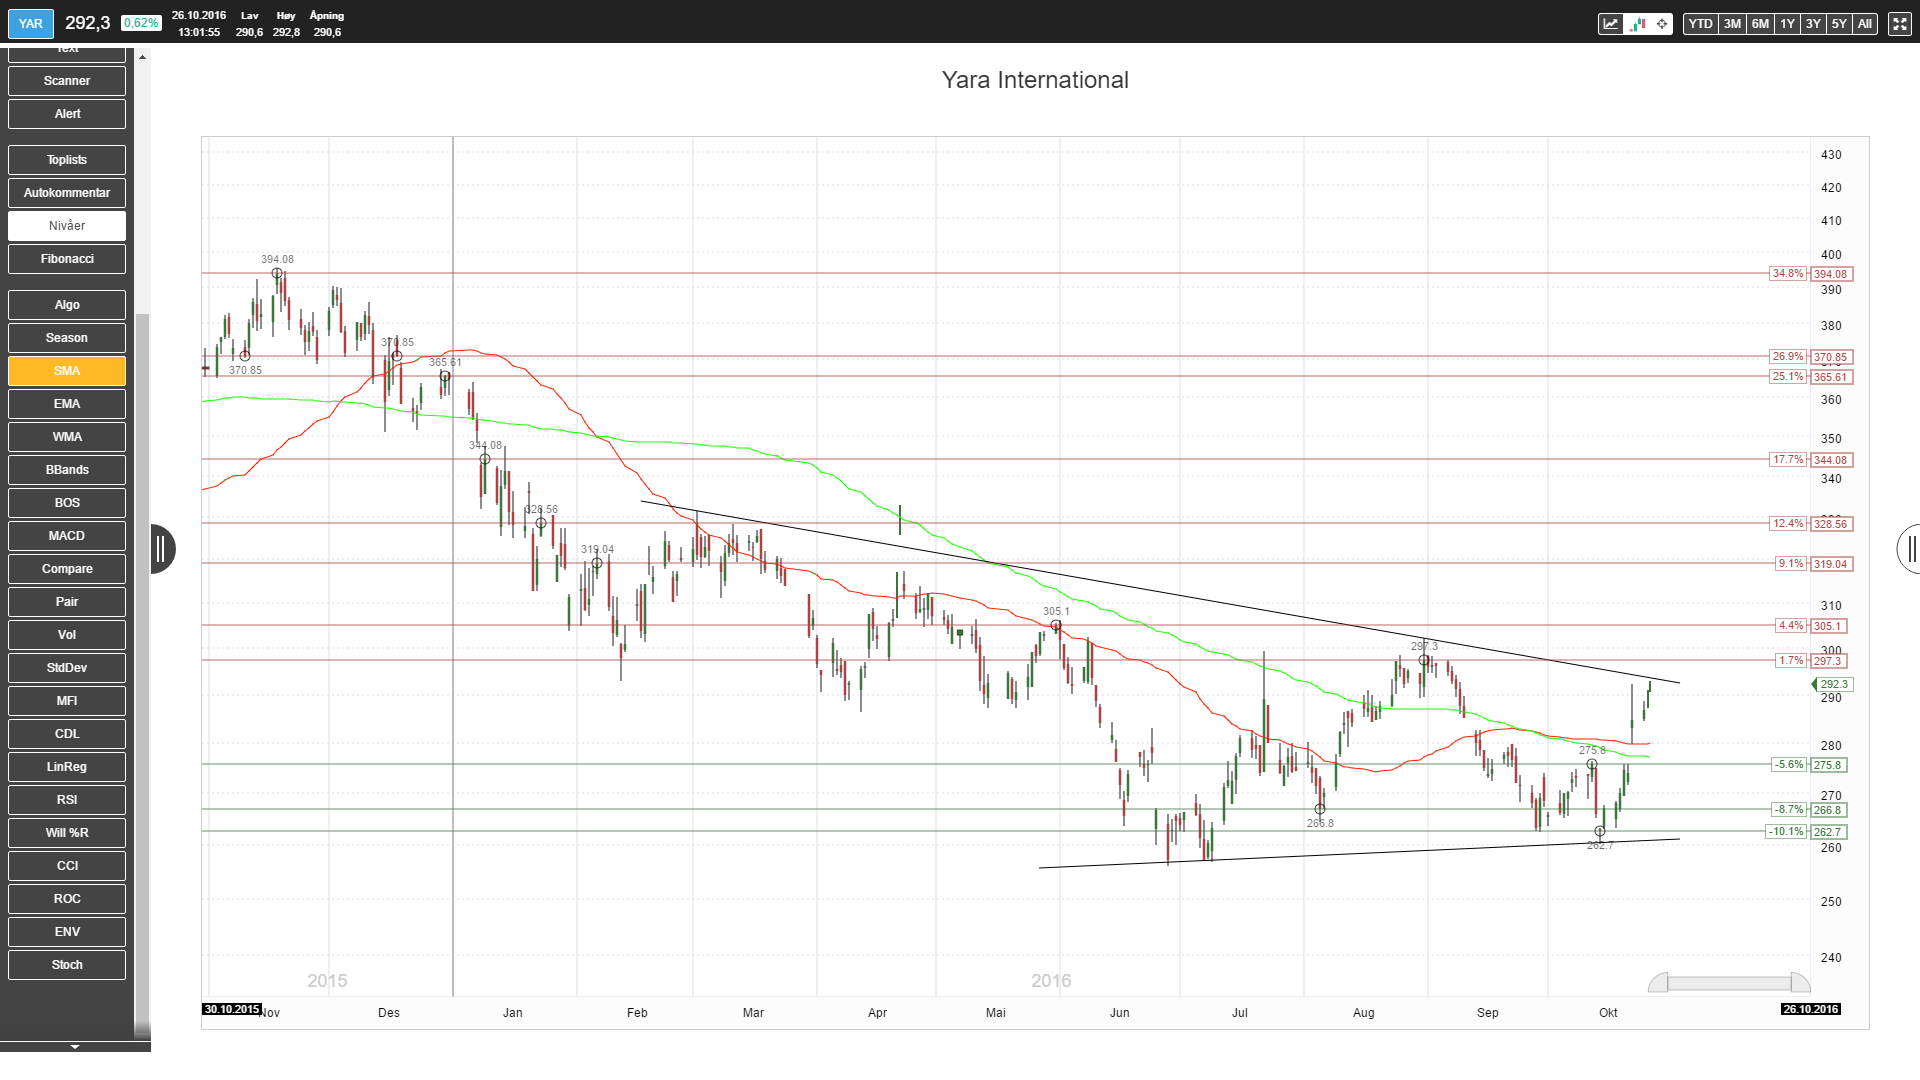 YAR 292,3 0,62% 26.10.2016 Lav Høy Åpning
13:01:55 290,6 292,8 290,6
YTD 3M 6M 1Y 3Y 5Y All
Text
Scanner
Alert
Toplists
Autokommentar
Nivåer
Fibonacci
Algo
Season
SMA
EMA
WMA
BBands
BOS
MACD
Compare
Pair
Vol
StdDev
MFI
CDL
LinReg
RSI
Will %R
CCI
ROC
ENV
Stoch
Yara International
430
420
410
400
34.8% 394.08
390
380
26.9% 370.85
25.1% 365.61
360
350
17.7% 344.08
340
12.4% 328.56
9.1% 319.04
310
4.4% 305.1
300
1.7% 297.3
292.3
290
280
-5.6% 275.8
270
-8.7% 266.8
-10.1% 262.7
260
250
240
394.08
370.85
370.85
365.61
344.08
328.56
319.04
305.1
297.3
275.8
266.8
262.7
2015 2016
30.10.2015 Nov Des Jan Feb Mar Apr Mai Jun Jul Aug Sep Okt 26.10.2016